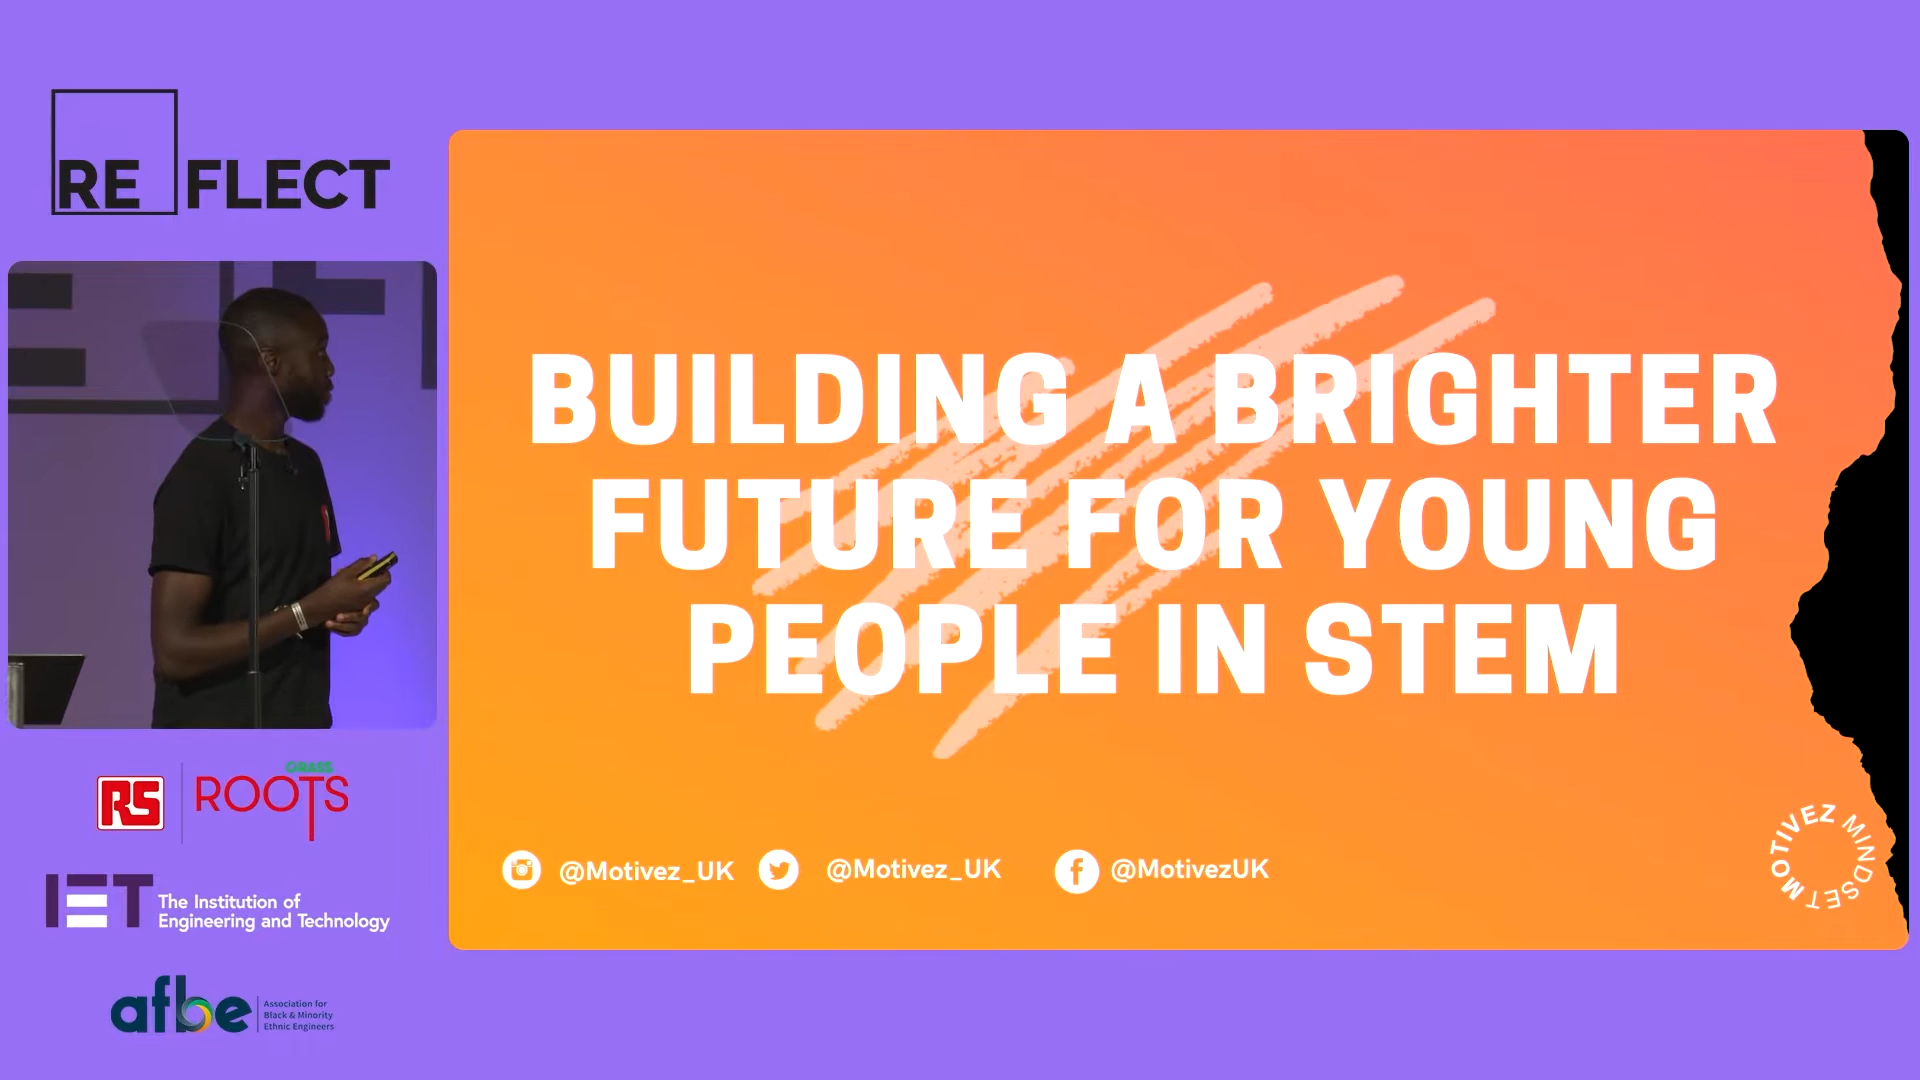 RE FLECT
RS
GRASS
ROOTS
IET
The Institution of
Engineering and Technology
afbe
Association for
Black & Minority
Ethnic Engineers
BUILDING A BRIGHTER
FUTURE FOR YOUNG
PEOPLE IN STEM
@Motivez_UK
@Motivez_UK
@MotivezUK
MOTIVEZ MINDSET